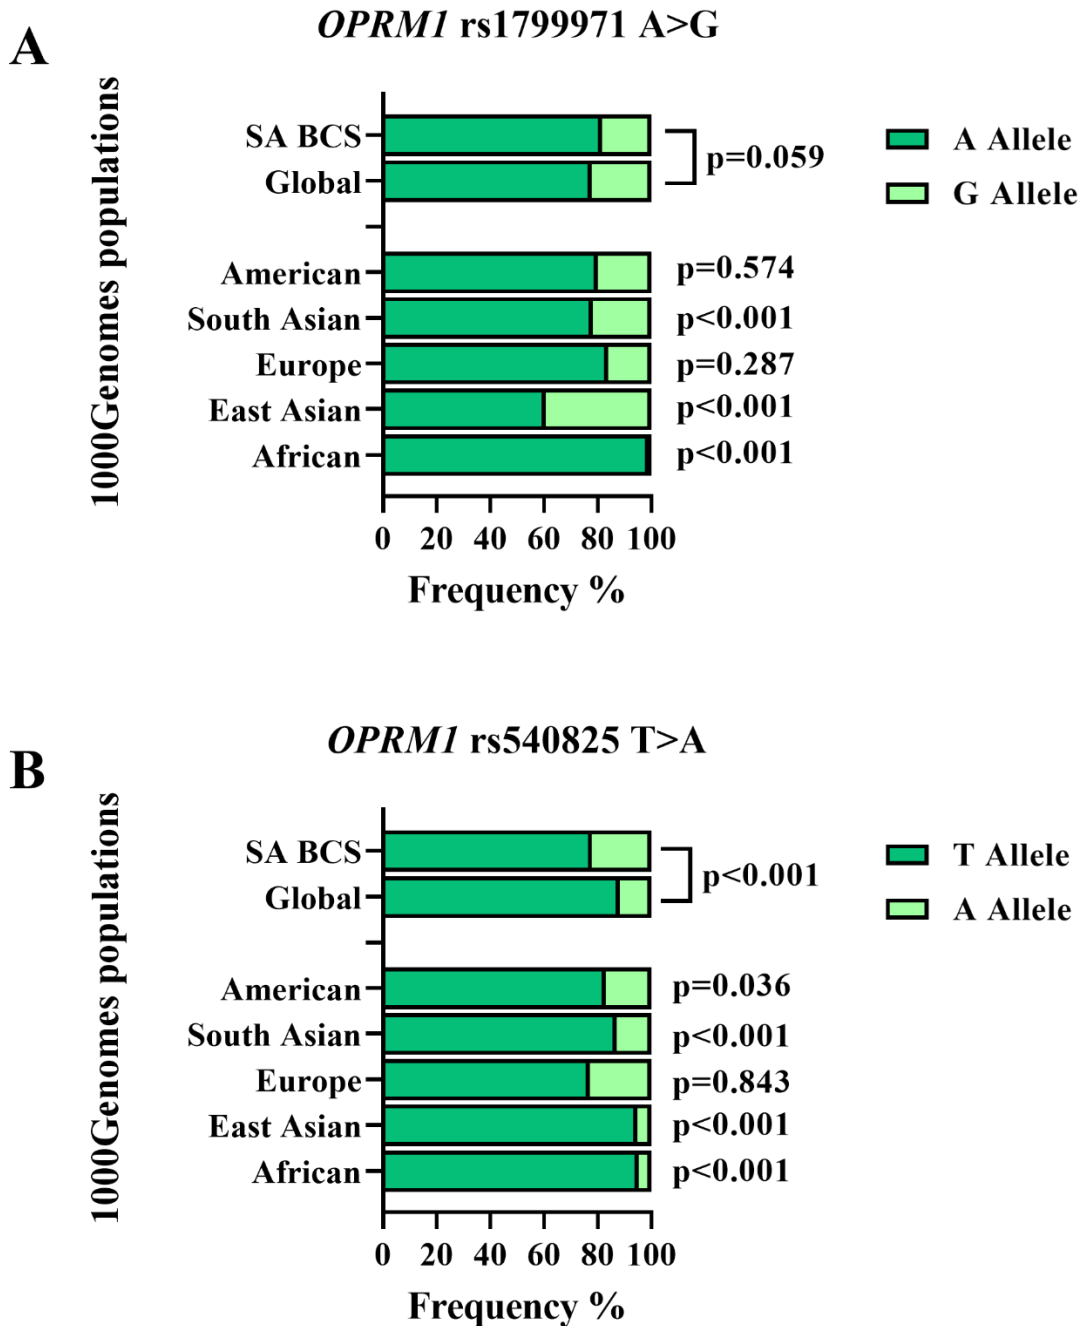 A
OPRM1 rs1799971 A>G
1000Genomes populations
SA BCS
Global
p=0.059
A Allele
G Allele
American
p=0.574
South Asian
p<0.001
Europe
p=0.287
East Asian
p<0.001
African
p<0.001
0 20 40 60 80 100
Frequency %
B
OPRM1 rs540825 T>A
1000Genomes populations
SA BCS
Global
p<0.001
T Allele
A Allele
American
p=0.036
South Asian
p<0.001
Europe
p=0.843
East Asian
p<0.001
African
p<0.001
0 20 40 60 80 100
Frequency %